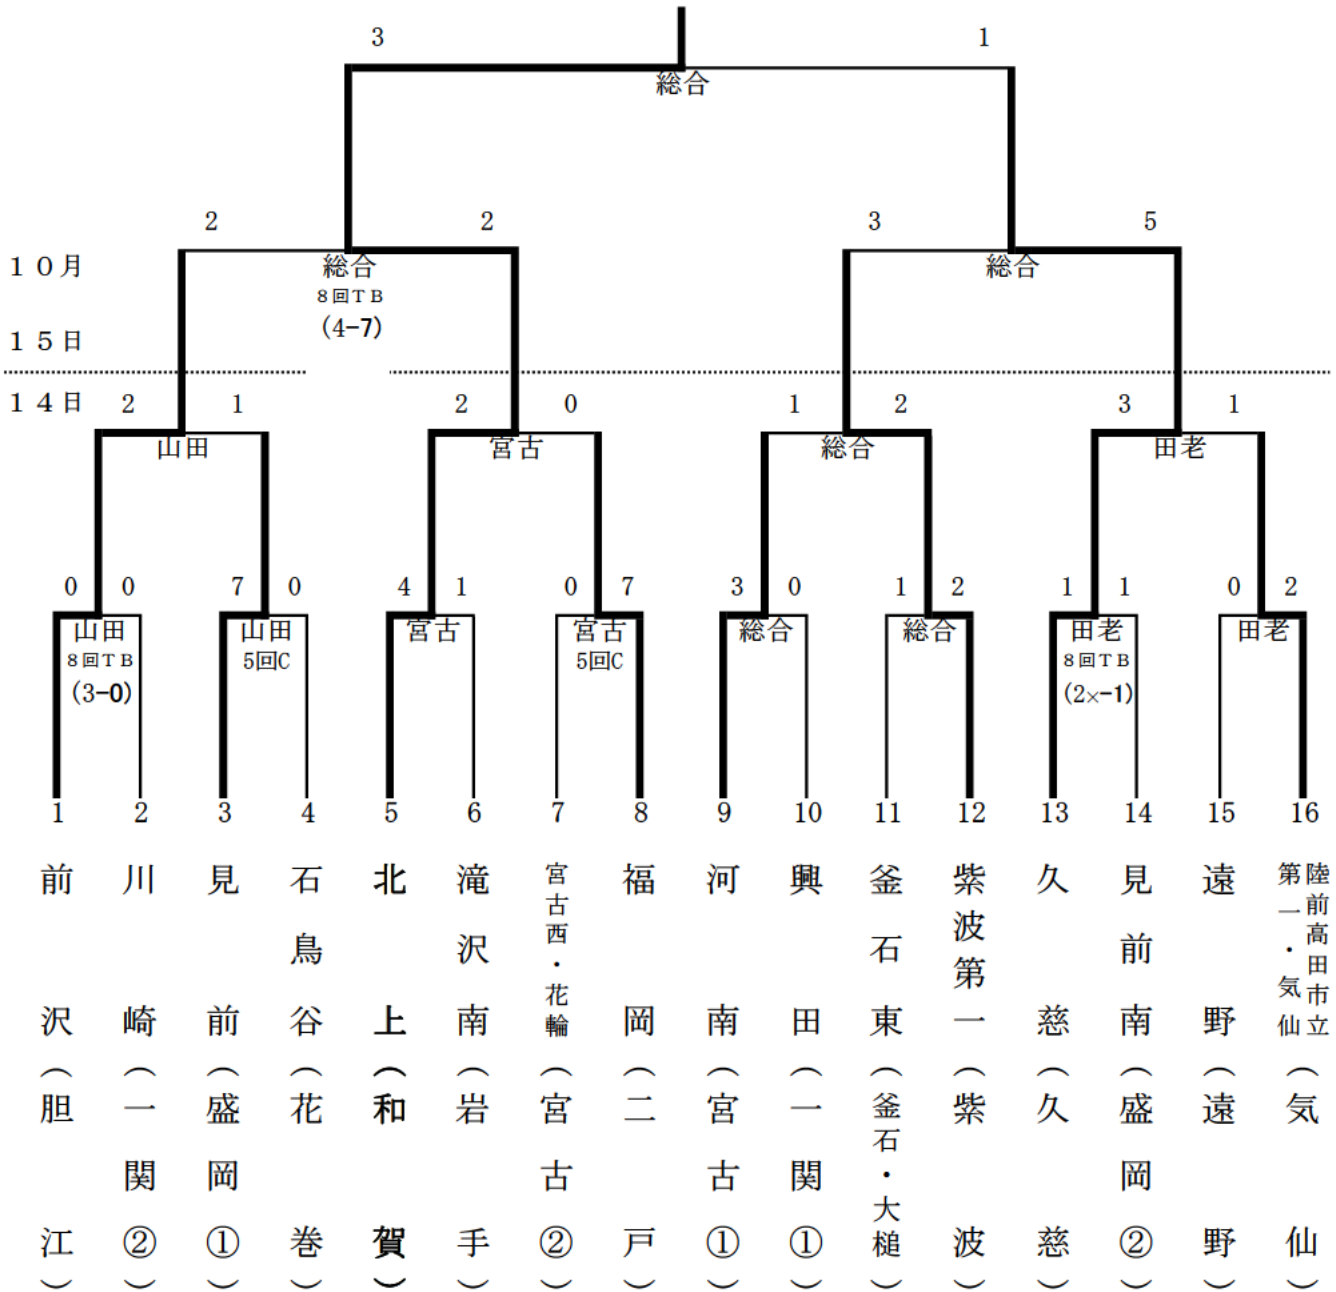 3 1
総合
2 2 3 5
10月 総合 総合
8回TB
(4-7)
15日
14日 2 1 2 0 1 2 3 1
山田 宮古 総合 田老
0 0 7 0 4 1 0 7 3 0 1 2 1 1 0 2
山田 山田 宮古 宮古 総合 総合 田老 田老
8回TB 5回C 5回C 8回TB
(3-0) (2×-1)
1 2 3 4 5 6 7 8 9 10 11 12 13 14 15 16
前沢(胆江)
川崎(一関②)
見前(盛岡①)
石鳥谷(花巻)
北上(和賀)
滝沢南(岩手)
宮古西・花輪(宮古②)
福岡(二戸)
河南(宮古①)
興田(一関①)
釜石東(釜石・大槌)
紫波第一(紫波)
久慈(久慈)
見前南(盛岡②)
遠野(遠野)
陸前高田市立
第一・気仙(気仙)